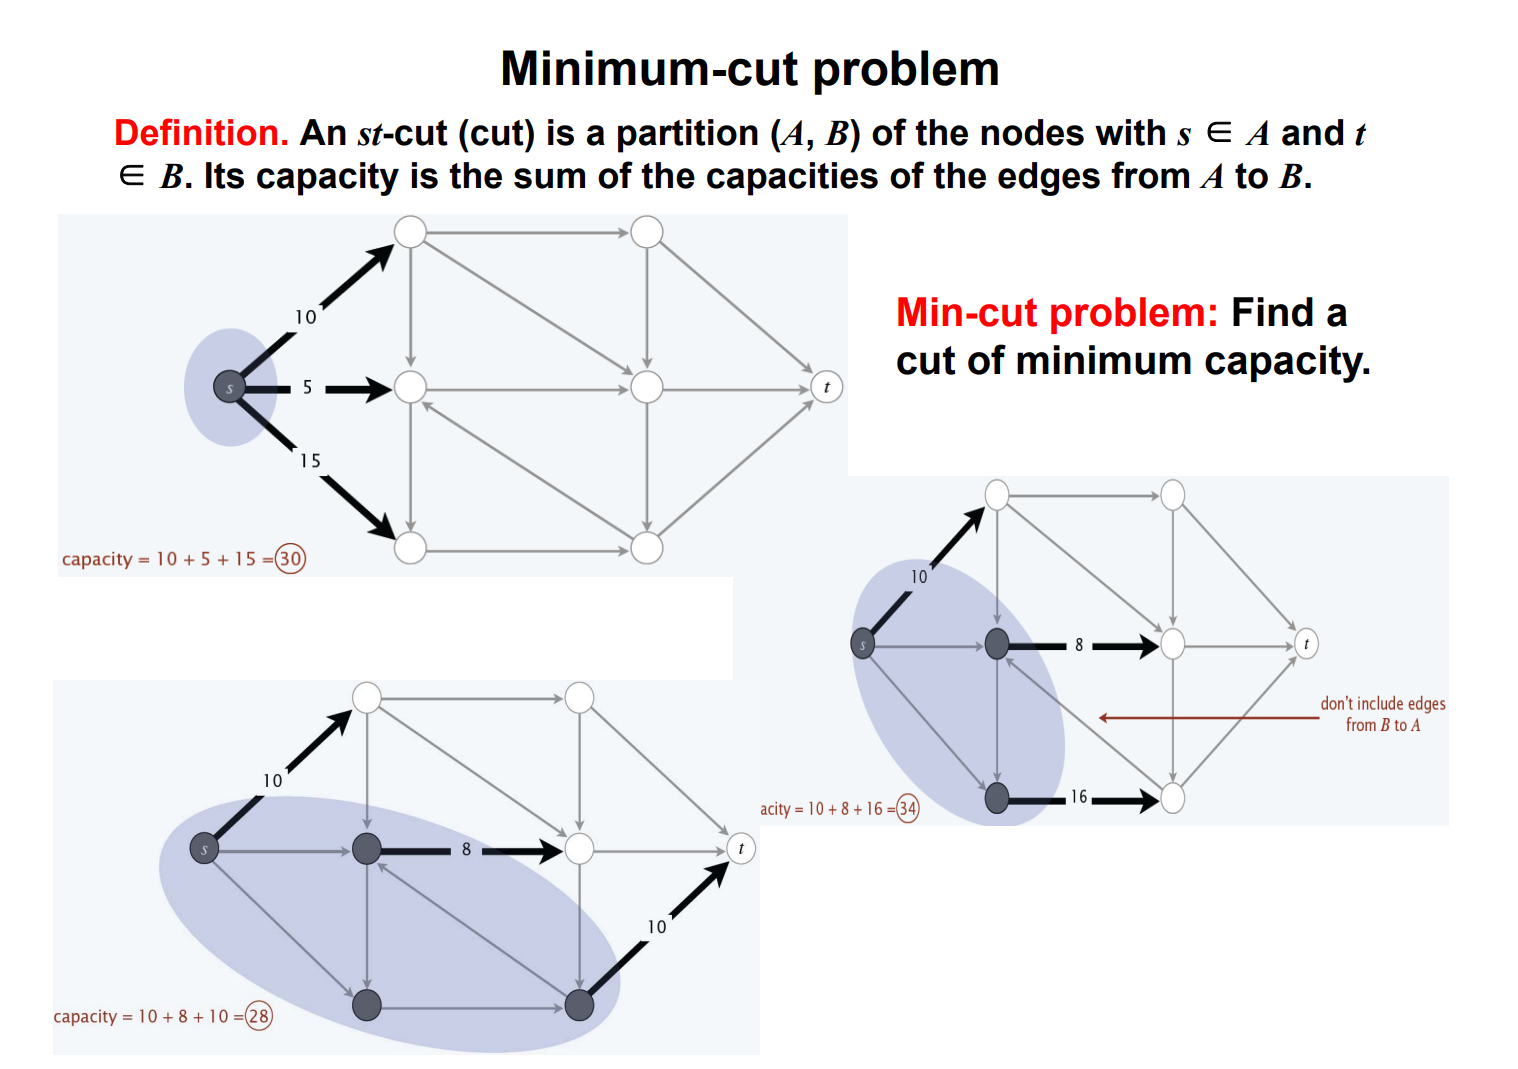 Minimum-cut problem
Definition. An st-cut (cut) is a partition (A, B) of the nodes with s ∈ A and t
∈ B. Its capacity is the sum of the capacities of the edges from A to B.
10
s
5
t
15
capacity = 10 + 5 + 15 = 30
Min-cut problem: Find a
cut of minimum capacity.
10
s
8
t
don't include edges
from B to A
16
acity = 10 + 8 + 16 = 34
10
s
8
t
10
capacity = 10 + 8 + 10 = 28